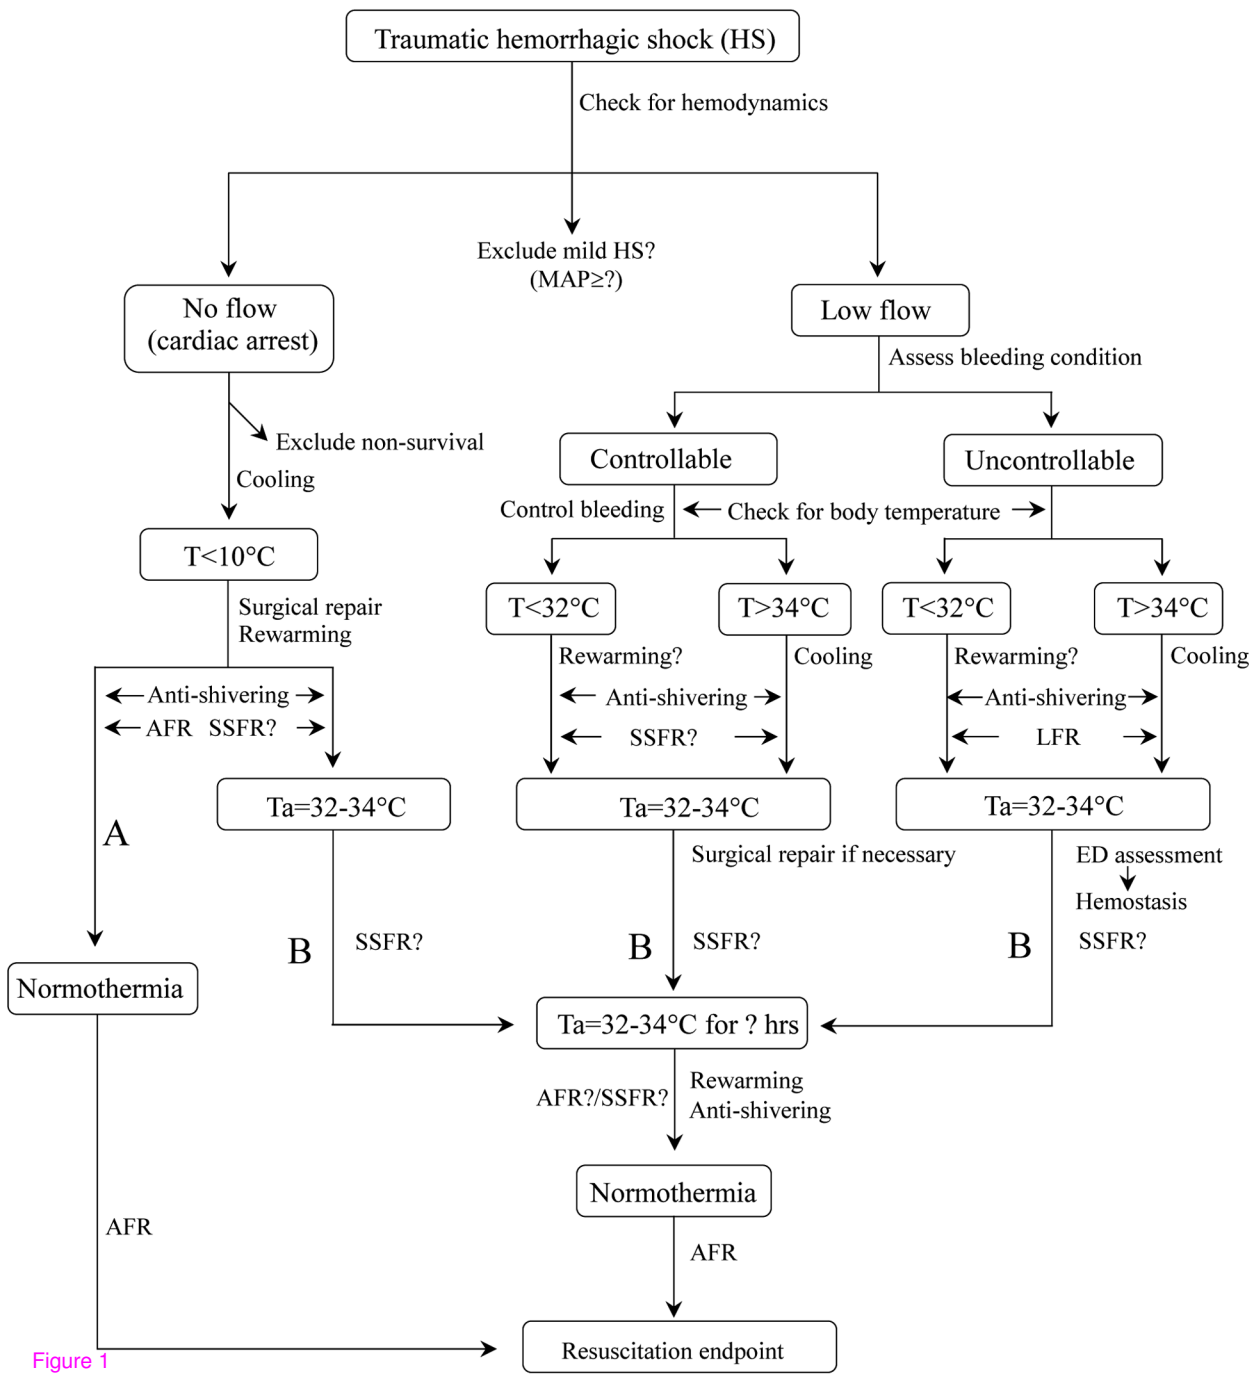 Traumatic hemorrhagic shock (HS)
Check for hemodynamics
Exclude mild HS?
(MAP≥?)
No flow
(cardiac arrest)
Low flow
Assess bleeding condition
Exclude non-survival
Cooling
Controllable
Uncontrollable
Control bleeding
Check for body temperature
T<10°C
T<32°C
T>34°C
T<32°C
T>34°C
Surgical repair
Rewarming
Rewarming?
Cooling
Rewarming?
Cooling
Anti-shivering
Anti-shivering
Anti-shivering
AFR SSFR?
SSFR?
LFR
Ta=32-34°C
Ta=32-34°C
Ta=32-34°C
A
Surgical repair if necessary
ED assessment
Hemostasis
B
SSFR?
B
SSFR?
B
SSFR?
Normothermia
Ta=32-34°C for ? hrs
AFR?/SSFR?
Rewarming
Anti-shivering
Normothermia
AFR
AFR
Resuscitation endpoint
Figure 1